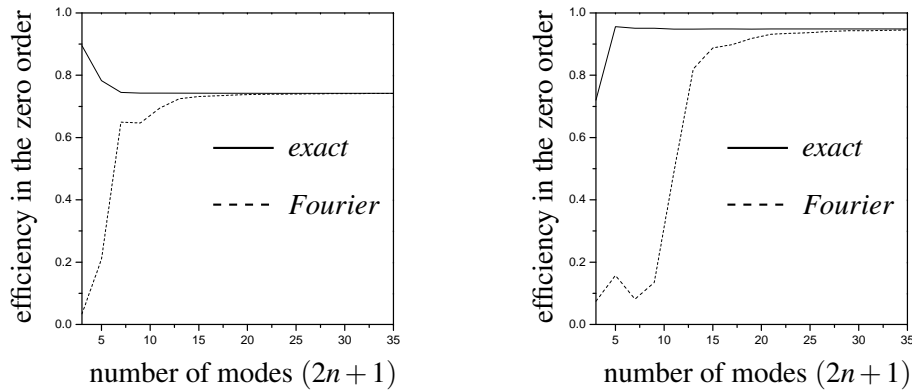 efficiency in the zero order
1.0
0.8
0.6
0.4
0.2
0.0
exact
Fourier
5 10 15 20 25 30 35
number of modes (2n+1)
efficiency in the zero order
1.0
0.8
0.6
0.4
0.2
0.0
exact
Fourier
5 10 15 20 25 30 35
number of modes (2n+1)